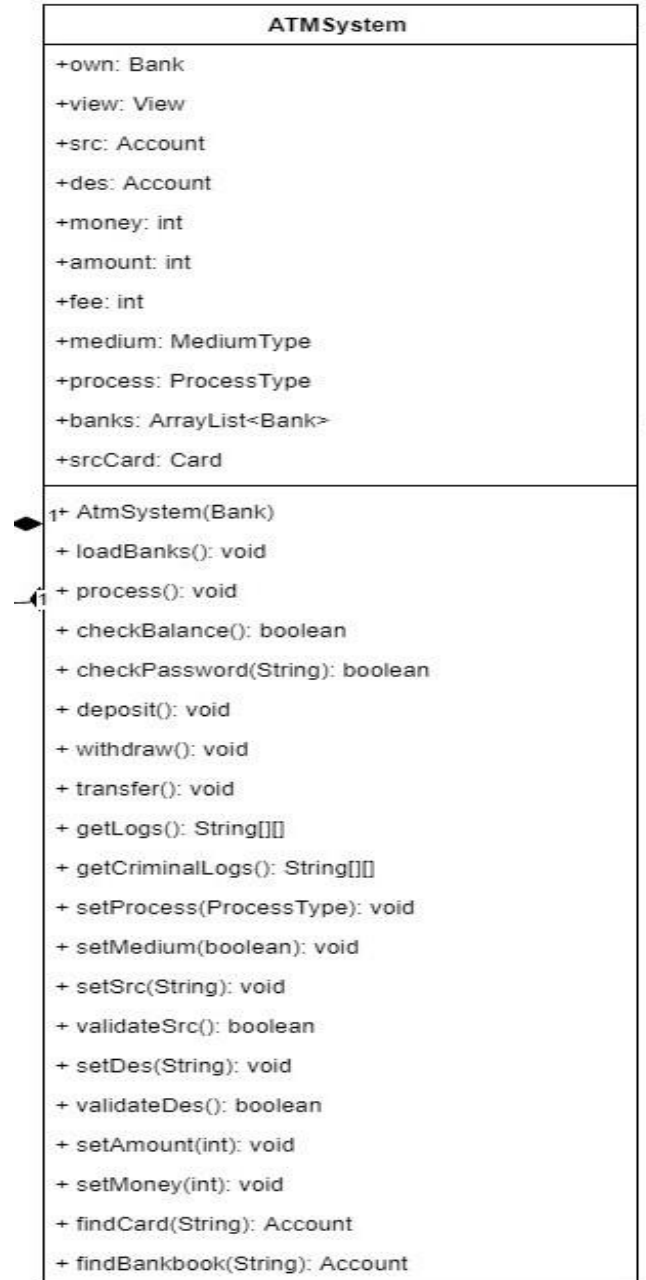 ATMSystem
+own: Bank
+view: View
+src: Account
+des: Account
+money: int
+amount: int
+fee: int
+medium: MediumType
+process: ProcessType
+banks: ArrayList<Bank>
+srcCard: Card
1+ AtmSystem(Bank)
+ loadBanks(): void
1 + process(): void
+ checkBalance(): boolean
+ checkPassword(String): boolean
+ deposit(): void
+ withdraw(): void
+ transfer(): void
+ getLogs(): String[][]
+ getCriminalLogs(): String[][]
+ setProcess(ProcessType): void
+ setMedium(boolean): void
+ setSrc(String): void
+ validateSrc(): boolean
+ setDes(String): void
+ validateDes(): boolean
+ setAmount(int): void
+ setMoney(int): void
+ findCard(String): Account
+ findBankbook(String): Account